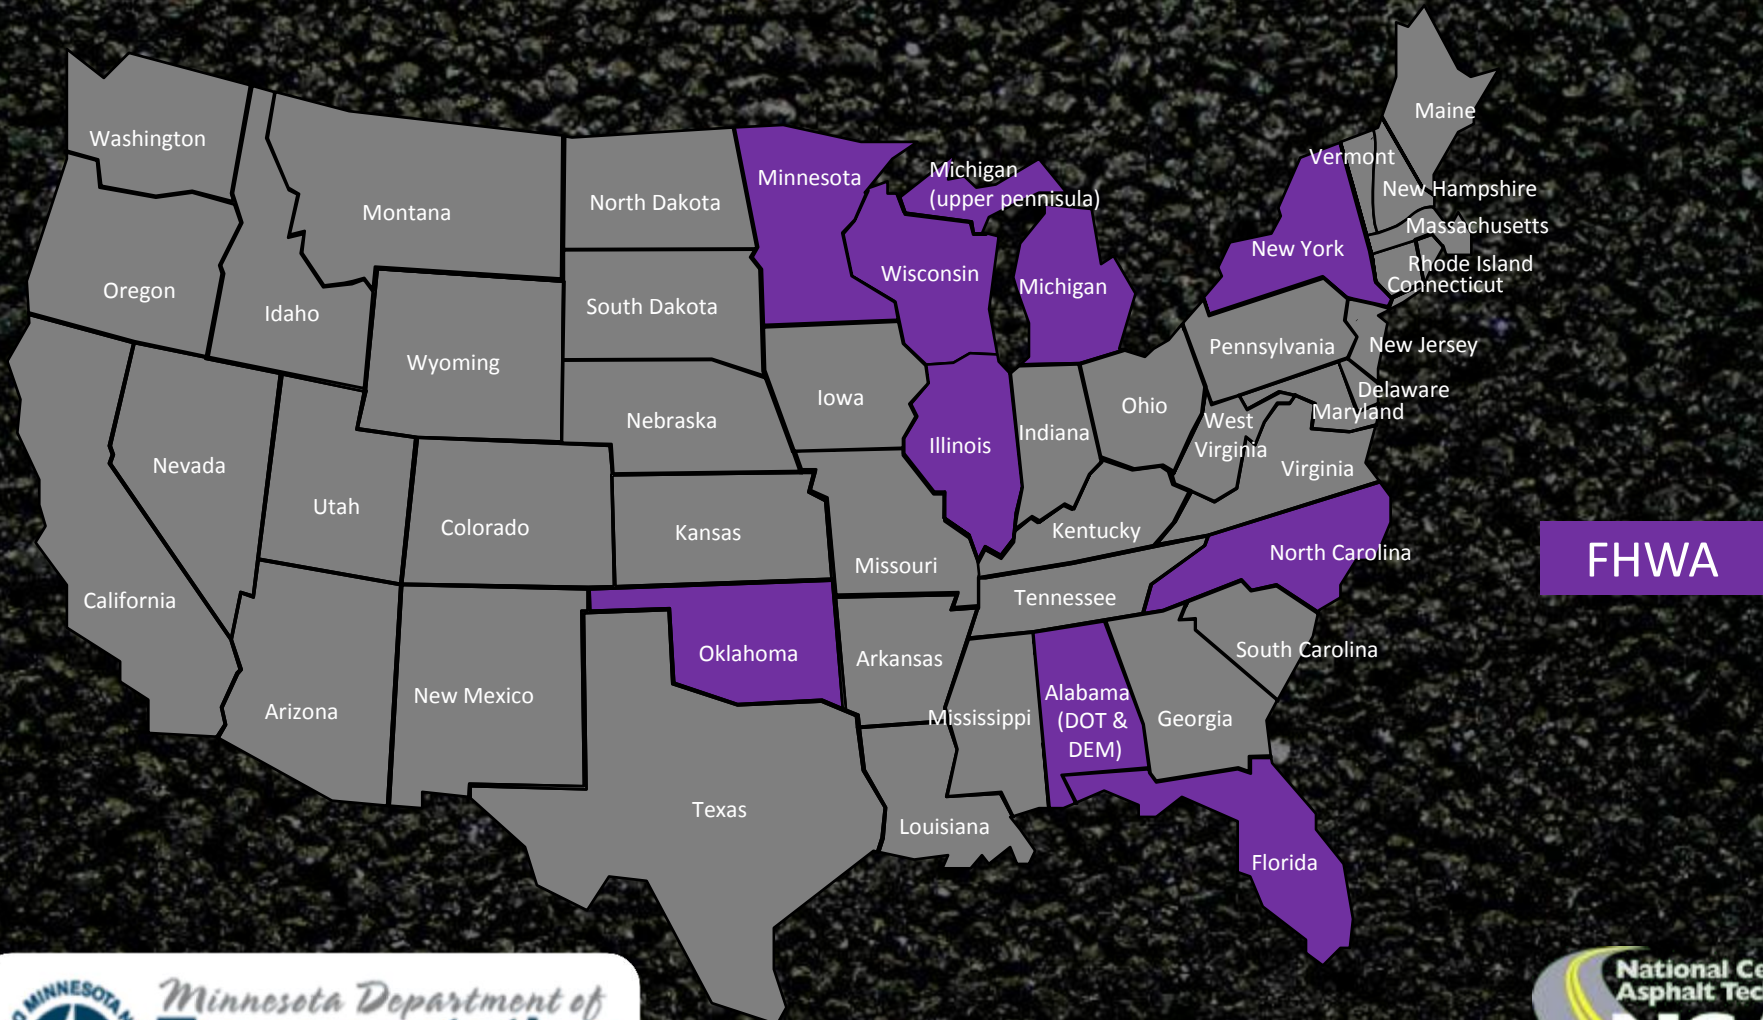 Maine
Washington
Vermont
Minnesota
Michigan
(upper pennisula)
New Hampshire
North Dakota
Montana
Massachusetts
New York
Rhode Island
Wisconsin
Connecticut
Michigan
Oregon
South Dakota
Idaho
Pennsylvania
New Jersey
Wyoming
Delaware
Iowa
Ohio
Maryland
Nebraska
West
Virginia
Indiana
Illinois
Nevada
Virginia
Utah
Colorado
Kansas
Kentucky
North Carolina
FHWA
Missouri
California
Tennessee
South Carolina
Oklahoma
Arkansas
Alabama
(DOT &
DEM)
New Mexico
Arizona
Mississippi
Georgia
Texas
Louisiana
Florida
MINNESOTA
Minnesota Department of
National Ce
Asphalt Tec